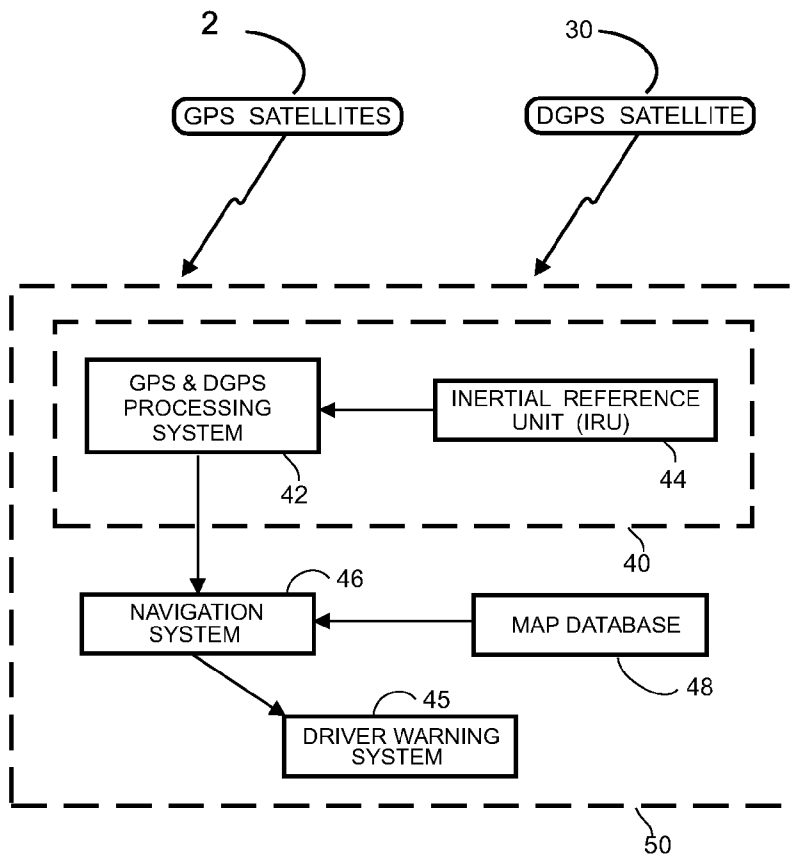 2
30
GPS SATELLITES
DGPS SATELLITE
GPS & DGPS
PROCESSING
SYSTEM
INERTIAL REFERENCE
UNIT (IRU)
42
44
40
46
NAVIGATION
SYSTEM
MAP DATABASE
48
45
DRIVER WARNING
SYSTEM
50